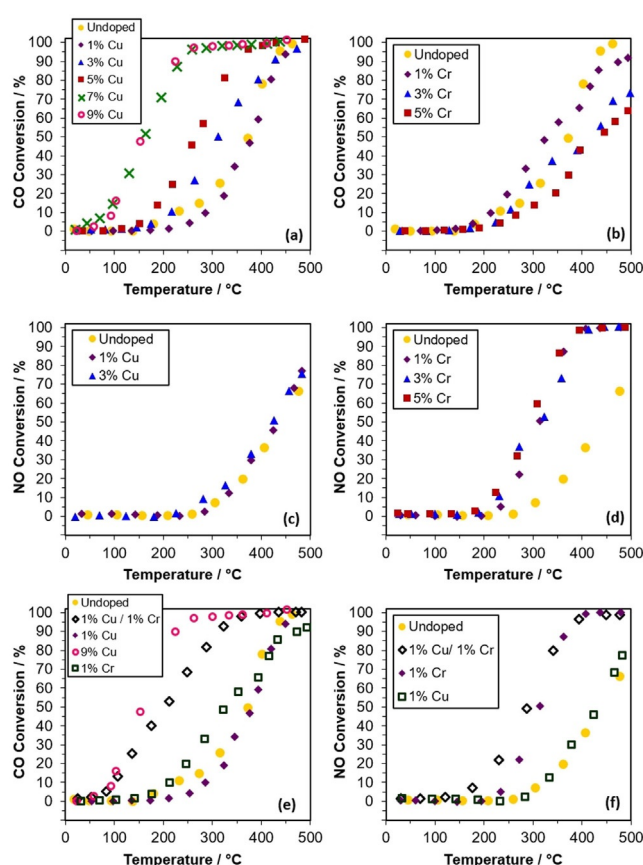 CO Conversion / %
100
90
80
70
60
50
40
30
20
10
0
Undoped
1% Cu
3% Cu
5% Cu
7% Cu
9% Cu
(a)
0 100 200 300 400 500
Temperature / °C
CO Conversion / %
100
90
80
70
60
50
40
30
20
10
0
Undoped
1% Cr
3% Cr
5% Cr
(b)
0 100 200 300 400 500
Temperature / °C
NO Conversion / %
100
90
80
70
60
50
40
30
20
10
0
Undoped
1% Cu
3% Cu
(c)
0 100 200 300 400 500
Temperature / °C
NO Conversion / %
100
90
80
70
60
50
40
30
20
10
0
Undoped
1% Cr
3% Cr
5% Cr
(d)
0 100 200 300 400 500
Temperature / °C
CO Conversion / %
100
90
80
70
60
50
40
30
20
10
0
Undoped
1% Cu / 1% Cr
1% Cu
9% Cu
1% Cr
(e)
0 100 200 300 400 500
Temperature / °C
NO Conversion / %
100
90
80
70
60
50
40
30
20
10
0
Undoped
1% Cu/ 1% Cr
1% Cr
1% Cu
(f)
0 100 200 300 400 500
Temperature / °C